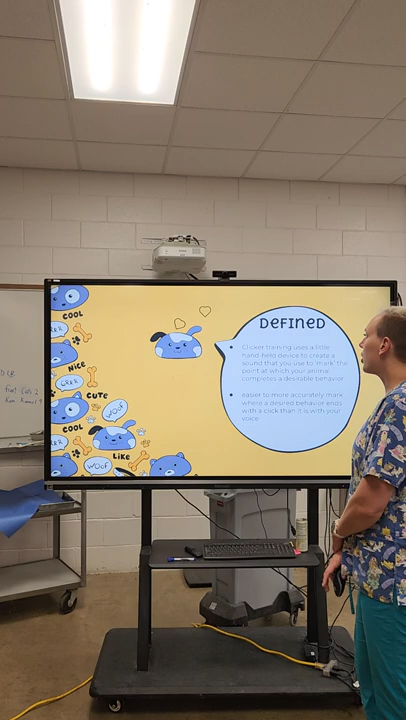 DEFINED
Clicker training uses a little
hand-held device to create a
sound that you use to 'mark' the
point at which your animal
completes a desirable behavior
easier to more accurately mark
where a desired behavior ends
with a click than it is with your
voice
COOL
GRRR
NICE
GRRR
CUTE
WOOF
COOL
LIKE
WOOF